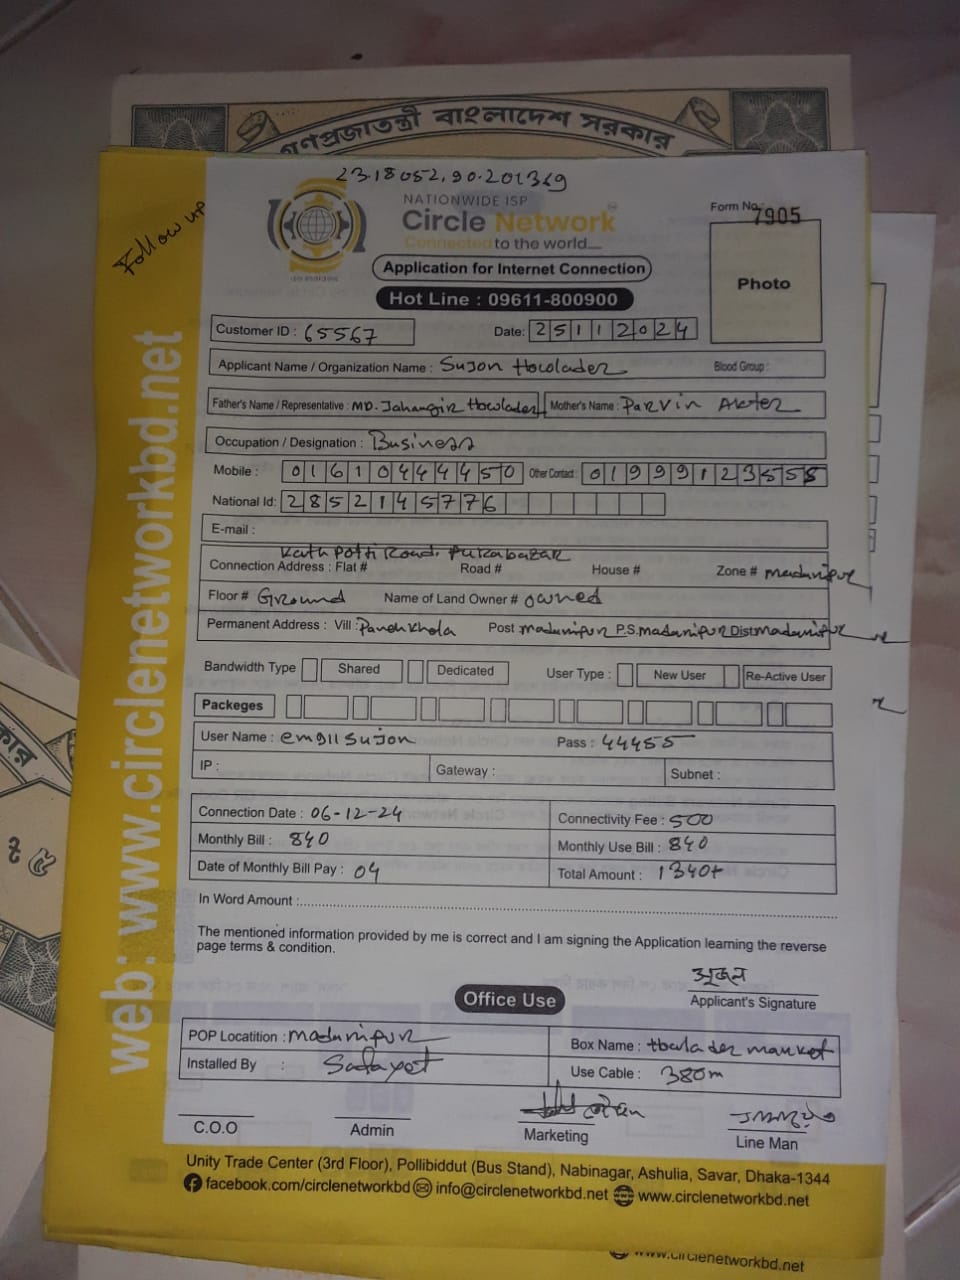 গণপ্রজাতন্ত্রী বাংলাদেশ সরকার
23.18052, 90.201369
Follow up
NATIONWIDE ISP
Circle Network
Connected to the world....
Form No: 7905
Application for Internet Connection
Photo
Hot Line : 09611-800900
Customer ID : 65567 Date: 25112024
Applicant Name / Organization Name : Sujon Howlader Blood Group :
Father's Name / Representative : MD. Jahangir Howlader Mother's Name : Parvin Akter
Occupation / Designation : Business
Mobile : 01610444450 Other Contact : 01999123558
National Id: 2852145776
E-mail :
Kath Potti Road, Puranbazar
Connection Address : Flat # Road # House # Zone # Madaripur
Floor # Ground Name of Land Owner # owned
Permanent Address : Vill : Panchkhola Post Madaripur P.S. Madaripur Dist Madaripur
Bandwidth Type Shared Dedicated User Type : New User Re-Active User
Packeges
User Name : em911sujon Pass : 44455
IP : Gateway : Subnet :
Connection Date : 06-12-24 Connectivity Fee : 500
Monthly Bill : 840 Monthly Use Bill : 840
Date of Monthly Bill Pay : 04 Total Amount : 1340+
In Word Amount :
The mentioned information provided by me is correct and I am signing the Application learning the reverse
page terms & condition.
সুজন
Applicant's Signature
Office Use
POP Locatition : Madaripur Box Name : Howlader market
Installed By : Safayet Use Cable : 380m
C.O.O Admin Marketing Line Man
Unity Trade Center (3rd Floor), Pollibiddut (Bus Stand), Nabinagar, Ashulia, Savar, Dhaka-1344
facebook.com/circlenetworkbd info@circlenetworkbd.net www.circlenetworkbd.net
web: www.circlenetworkbd.net
www.circlenetworkbd.net